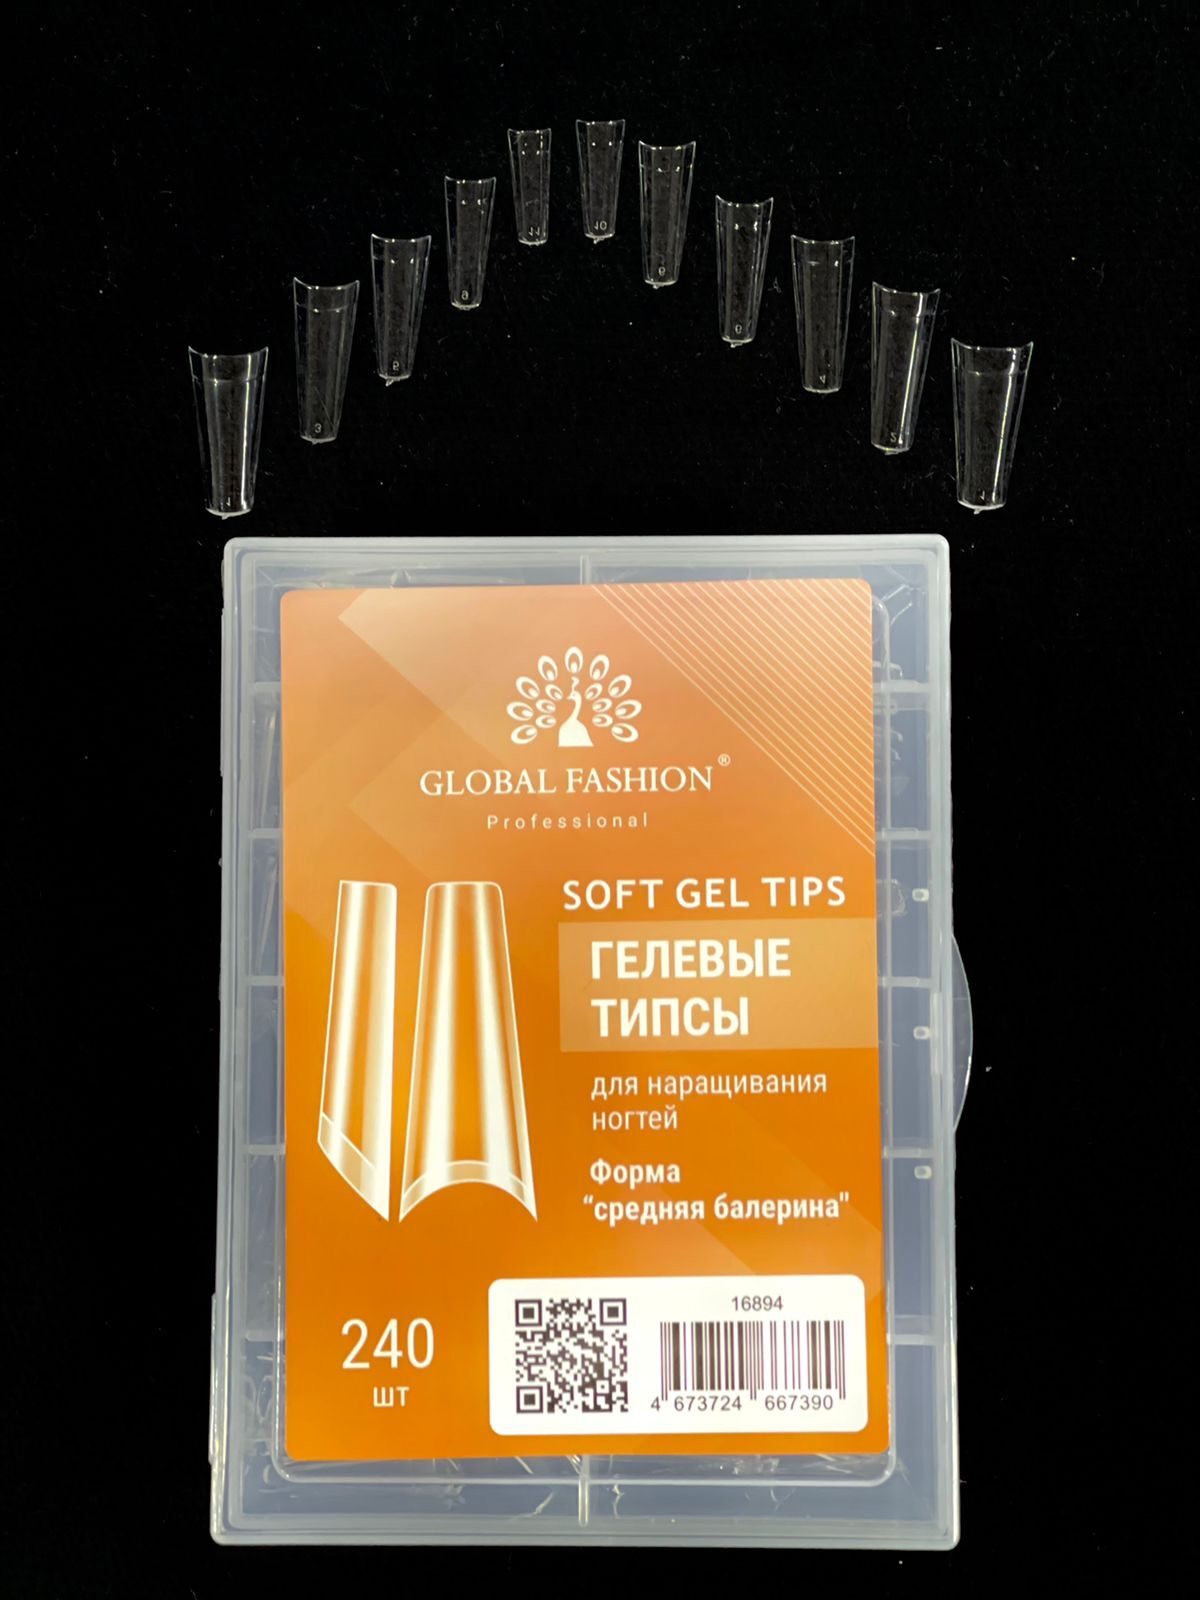 GLOBAL FASHION®
Professional
SOFT GEL TIPS
ГЕЛЕВЫЕ
ТИПСЫ
для наращивания
ногтей
Форма
“средняя балерина"
240
шт
16894
4 673724 667390